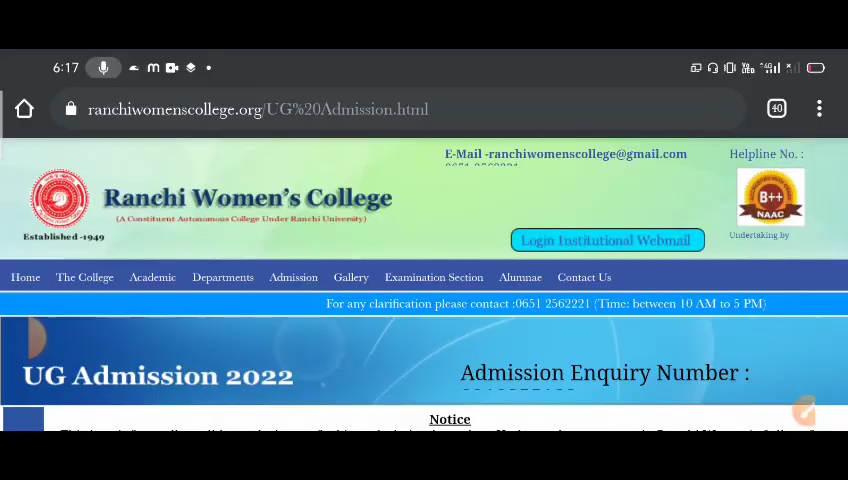 6:17
40
ranchiwomenscollege.org/UG%20Admission.html
E-Mail -ranchiwomenscollege@gmail.com
Helpline No. :
Ranchi Women's College
(A Constituent Autonomous College Under Ranchi University)
Established -1949
B++
NAAC
Undertaking by
Login Institutional Webmail
Home The College Academic Departments Admission Gallery Examination Section Alumnae Contact Us
For any clarification please contact :0651 2562221 (Time: between 10 AM to 5 PM)
UG Admission 2022
Admission Enquiry Number :
Notice